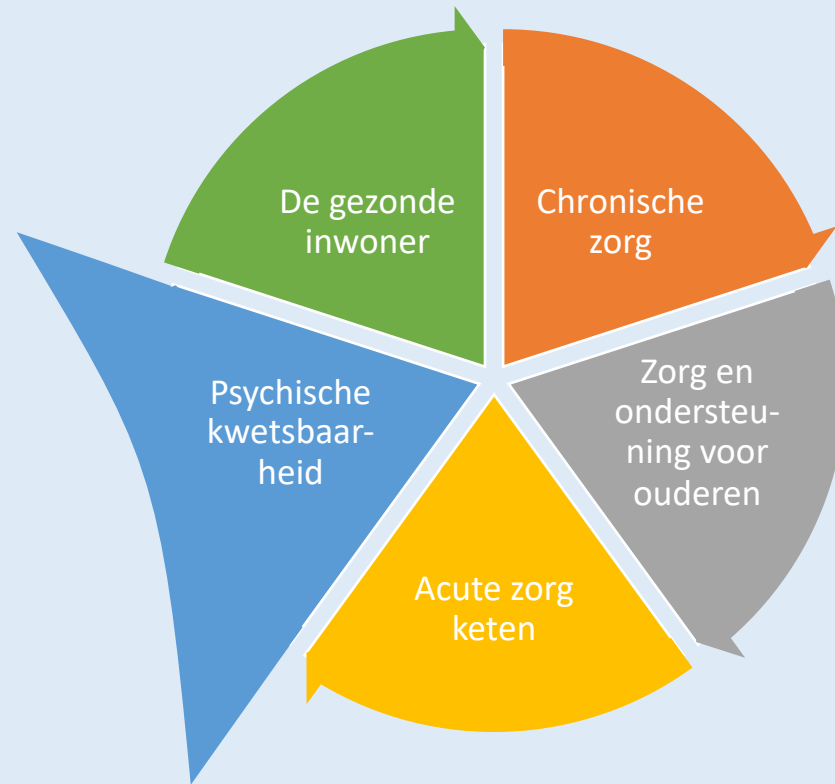 De gezonde
inwoner
Chronische
zorg
Zorg en
ondersteu-
ning voor
ouderen
Acute zorg
keten
Psychische
kwetsbaar-
heid